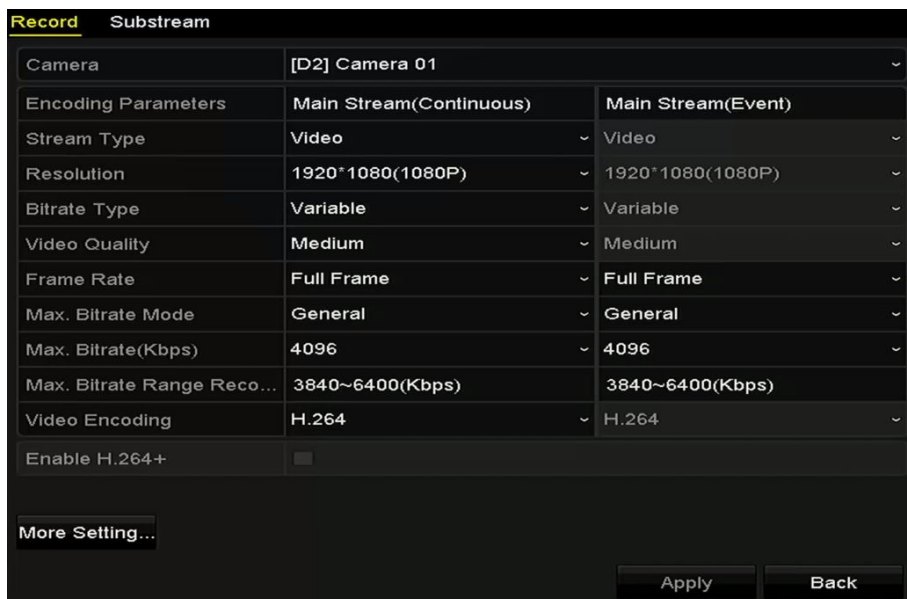 Record Substream
Camera [D2] Camera 01
Encoding Parameters Main Stream(Continuous) Main Stream(Event)
Stream Type Video Video
Resolution 1920*1080(1080P) 1920*1080(1080P)
Bitrate Type Variable Variable
Video Quality Medium Medium
Frame Rate Full Frame Full Frame
Max. Bitrate Mode General General
Max. Bitrate(Kbps) 4096 4096
Max. Bitrate Range Reco... 3840~6400(Kbps) 3840~6400(Kbps)
Video Encoding H.264 H.264
Enable H.264+
More Setting...
Apply Back